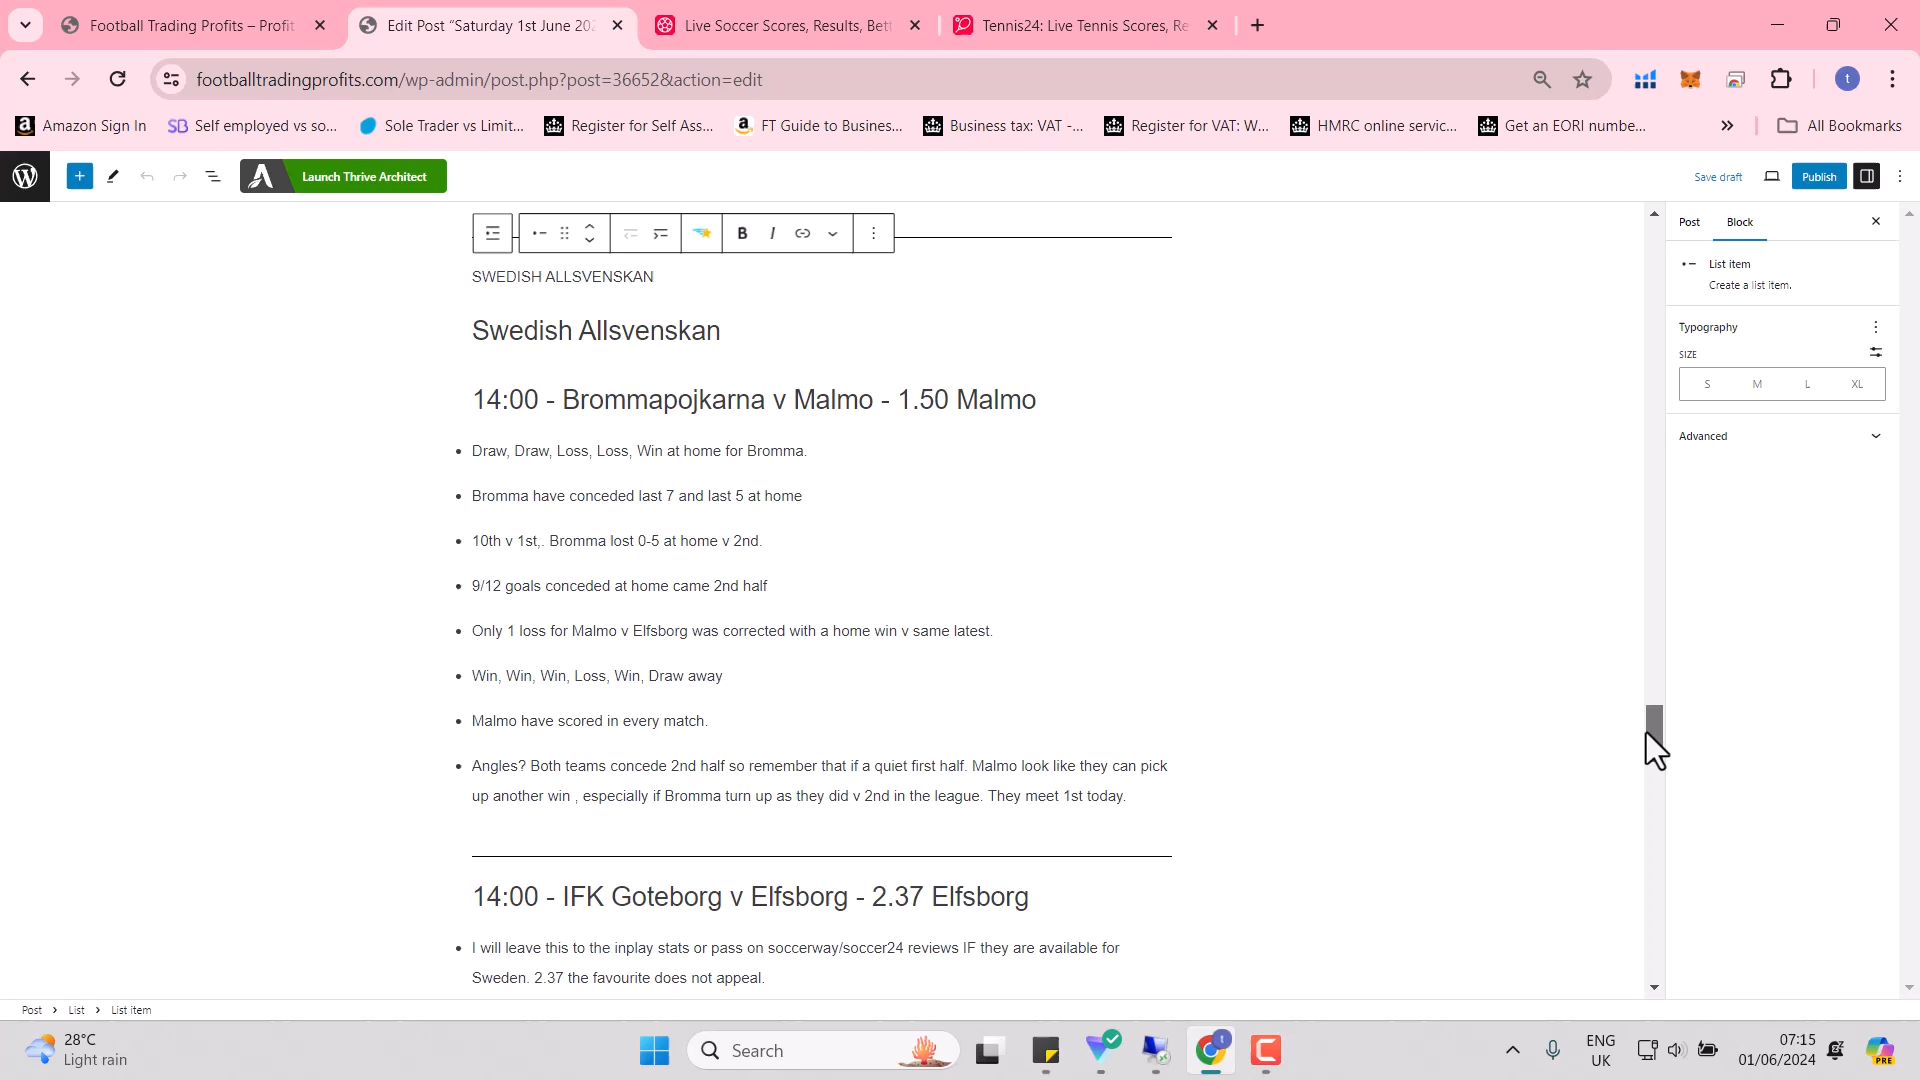 Football Trading Profits – Profit
Edit Post “Saturday 1st June 202
Live Soccer Scores, Results, Bett
Tennis24: Live Tennis Scores, Re
footballtradingprofits.com/wp-admin/post.php?post=36652&action=edit
t
Amazon Sign In
SB Self employed vs so...
Sole Trader vs Limit...
Register for Self Ass...
FT Guide to Busines...
Business tax: VAT -...
Register for VAT: W...
HMRC online servic...
Get an EORI numbe...
All Bookmarks
Launch Thrive Architect
Save draft
Publish
B I
Post
Block
List item
Create a list item.
Typography
SIZE
S M L XL
Advanced
SWEDISH ALLSVENSKAN
Swedish Allsvenskan
14:00 - Brommapojkarna v Malmo - 1.50 Malmo
• Draw, Draw, Loss, Loss, Win at home for Bromma.
• Bromma have conceded last 7 and last 5 at home
• 10th v 1st,. Bromma lost 0-5 at home v 2nd.
• 9/12 goals conceded at home came 2nd half
• Only 1 loss for Malmo v Elfsborg was corrected with a home win v same latest.
• Win, Win, Win, Loss, Win, Draw away
• Malmo have scored in every match.
• Angles? Both teams concede 2nd half so remember that if a quiet first half. Malmo look like they can pick
up another win , especially if Bromma turn up as they did v 2nd in the league. They meet 1st today.
14:00 - IFK Goteborg v Elfsborg - 2.37 Elfsborg
• I will leave this to the inplay stats or pass on soccerway/soccer24 reviews IF they are available for
Sweden. 2.37 the favourite does not appeal.
Post › List › List item
28°C
Light rain
Search
ENG
UK
07:15
01/06/2024
PRE